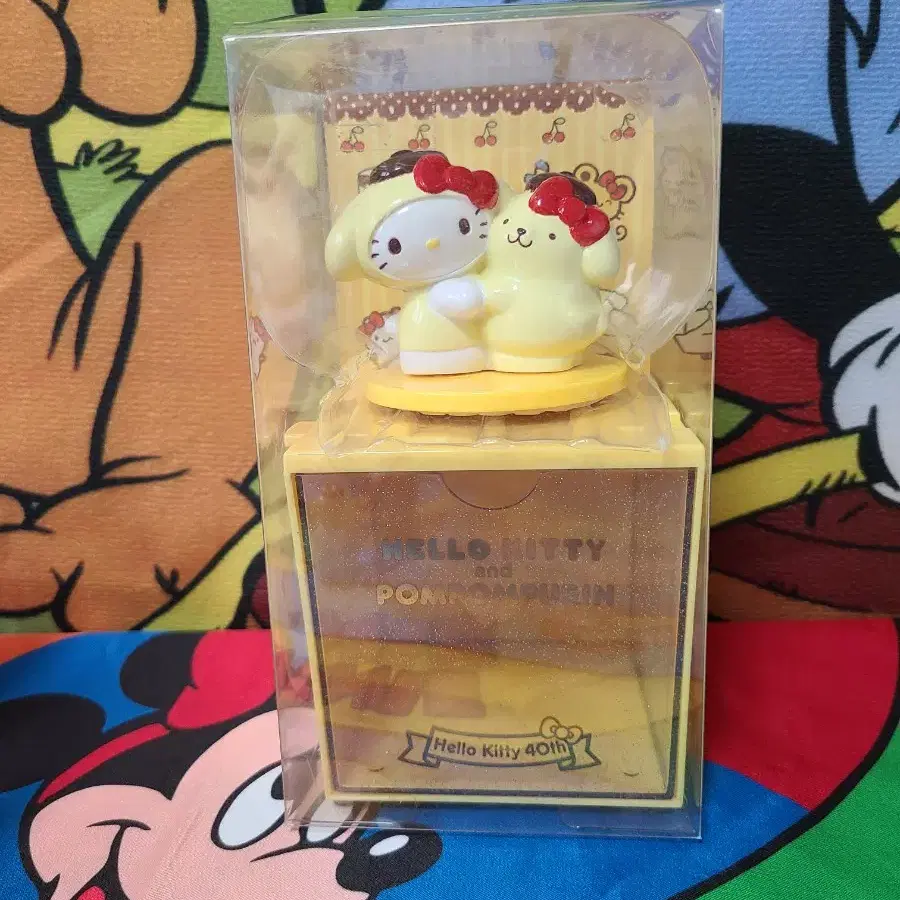 HELLO KITTY
and
POMPOMPURIN
Hello Kitty 40th